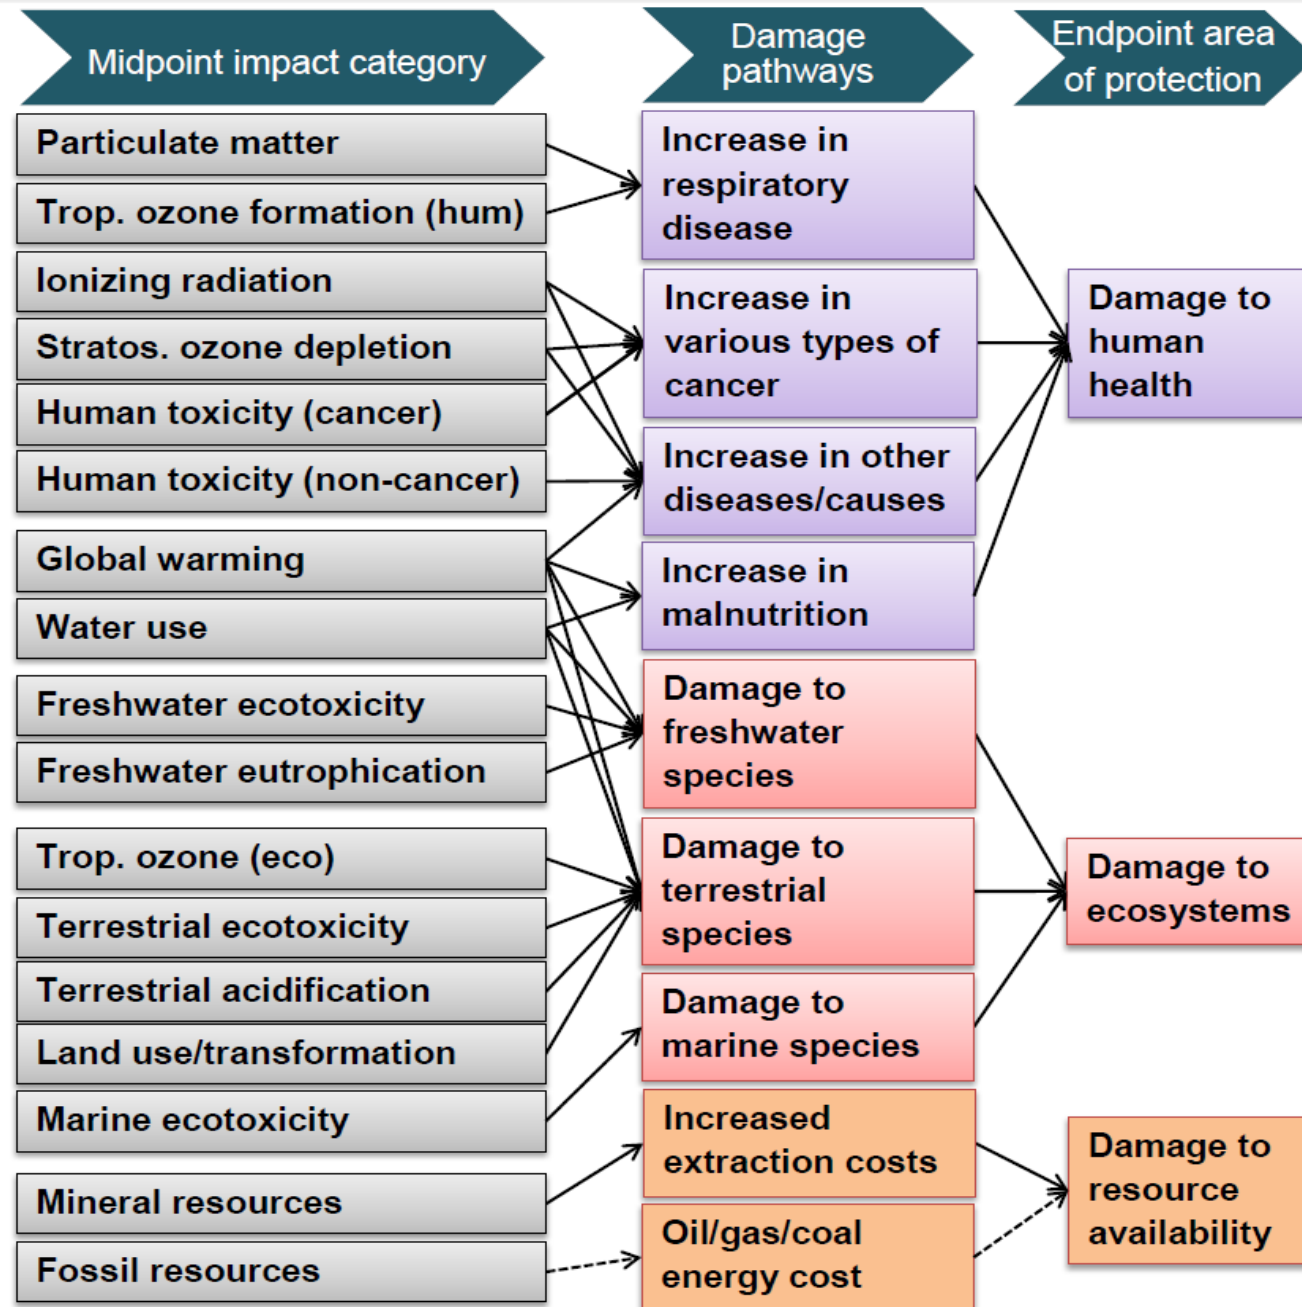 Midpoint impact category
Damage
pathways
Endpoint area
of protection
Particulate matter
Trop. ozone formation (hum)
Ionizing radiation
Stratos. ozone depletion
Human toxicity (cancer)
Human toxicity (non-cancer)
Global warming
Water use
Freshwater ecotoxicity
Freshwater eutrophication
Trop. ozone (eco)
Terrestrial ecotoxicity
Terrestrial acidification
Land use/transformation
Marine ecotoxicity
Mineral resources
Fossil resources
Increase in
respiratory
disease
Increase in
various types of
cancer
Increase in other
diseases/causes
Increase in
malnutrition
Damage to
freshwater
species
Damage to
terrestrial
species
Damage to
marine species
Increased
extraction costs
Oil/gas/coal
energy cost
Damage to
human
health
Damage to
ecosystems
Damage to
resource
availability